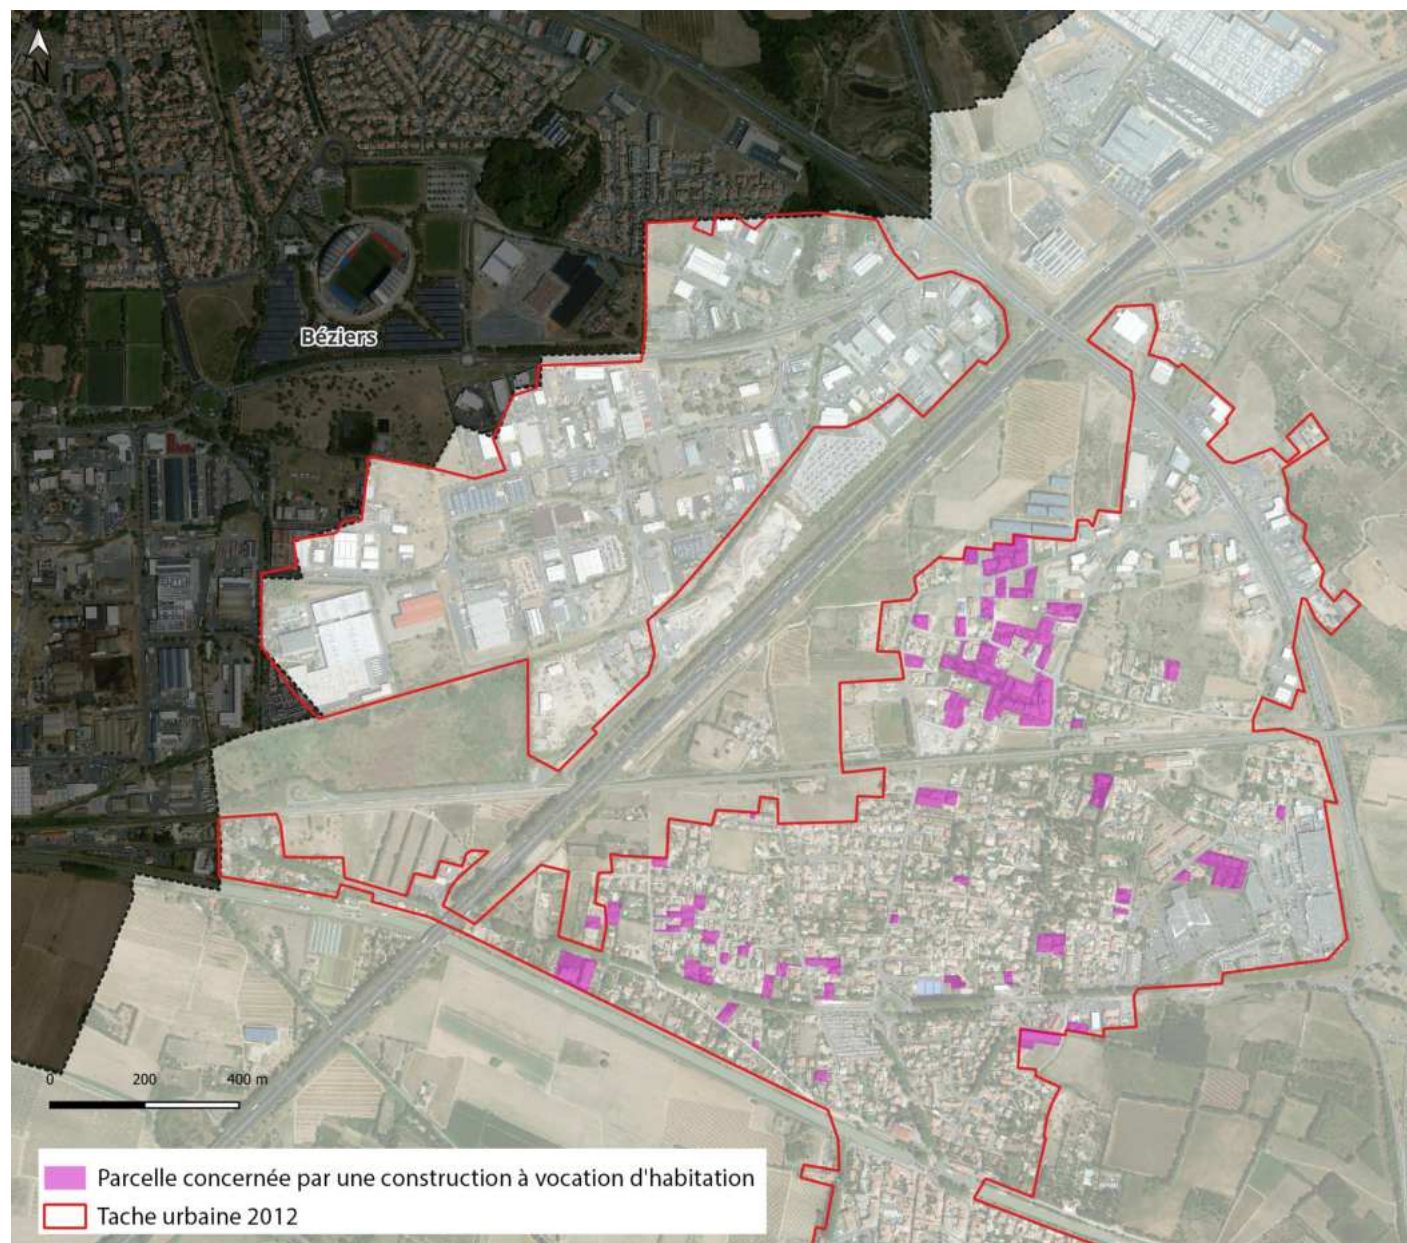 N
Béziers
0 200 400 m
Parcelle concernée par une construction à vocation d'habitation
Tache urbaine 2012